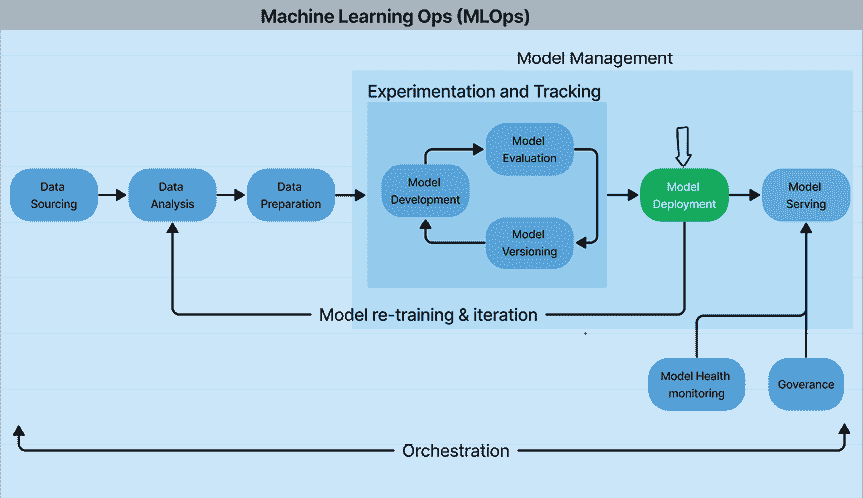 Machine Learning Ops (MLOps)
Model Management
Experimentation and Tracking
Data
Sourcing
Data
Analysis
Data
Preparation
Model
Development
Model
Evaluation
Model
Versioning
Model
Deployment
Model
Serving
Model re-training & iteration
Model Health
monitoring
Goverance
Orchestration